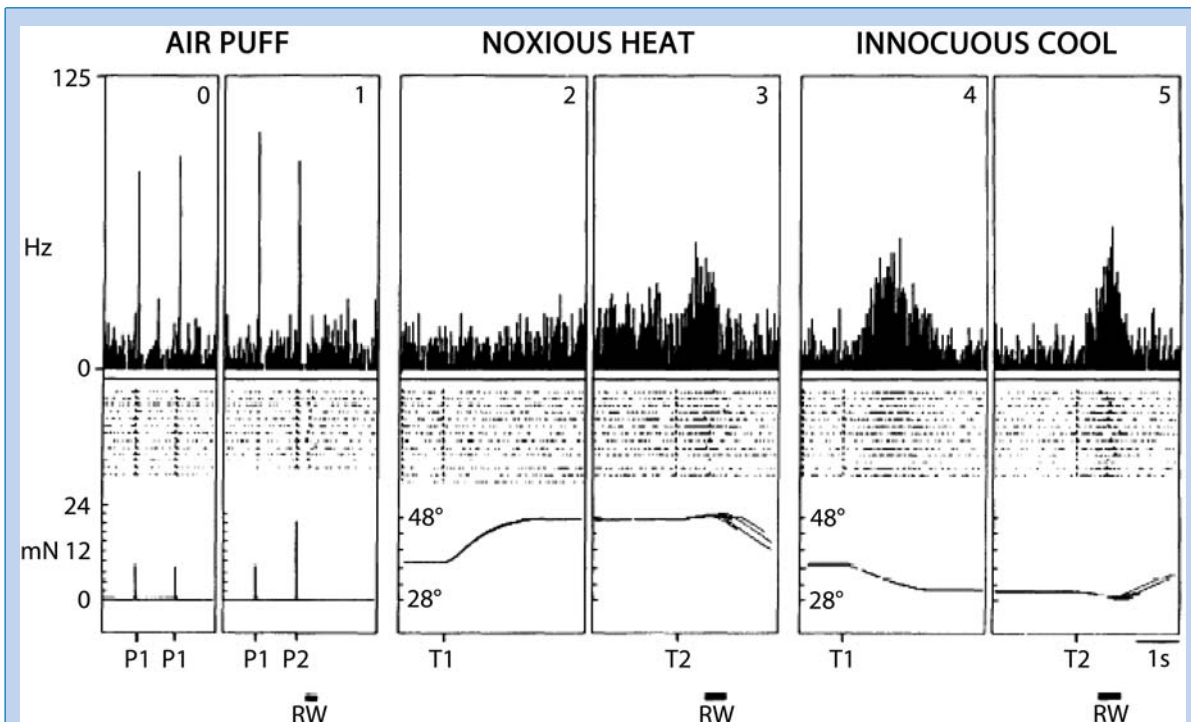 AIR PUFF NOXIOUS HEAT INNOCUOUS COOL
125 0 1 2 3 4 5
Hz
0
24
mN 12
0
48° 48°
28° 28°
P1 P1 P1 P2 T1 T2 T1 T2 1s
RW RW RW